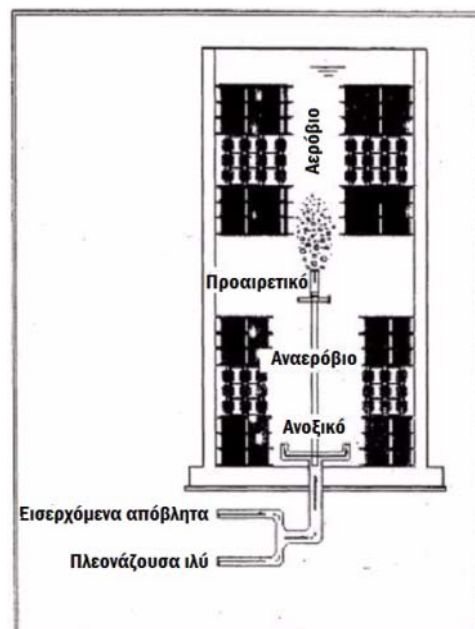 Αερόβιο
Προαιρετικό
Αναερόβιο
Ανοξικό
Εισερχόμενα απόβλητα
Πλεονάζουσα ιλύ